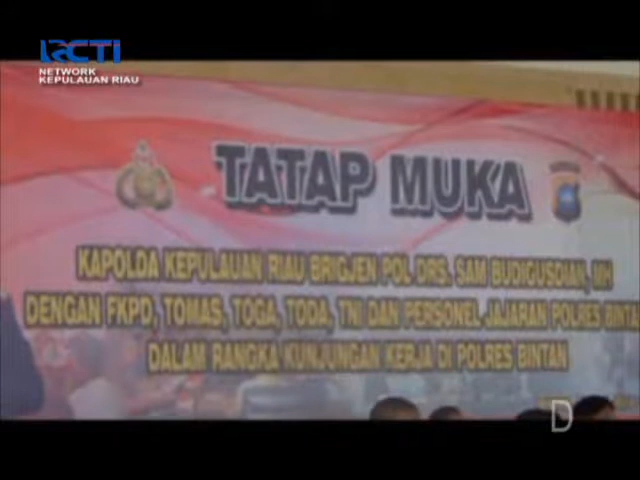 RCTI
NETWORK
KEPULAUAN RIAU
TATAP MUKA
KAPOLDA KEPULAUAN RIAU BRIGJEN POL DRS. SAM BUDIGUSDIAN, MH
DENGAN FKPD, TOMAS, TOGA, TODA, TNI DAN PERSONEL JAJARAN POLRES BINTA
DALAM RANGKA KUNJUNGAN KERJA DI POLRES BINTAN
D